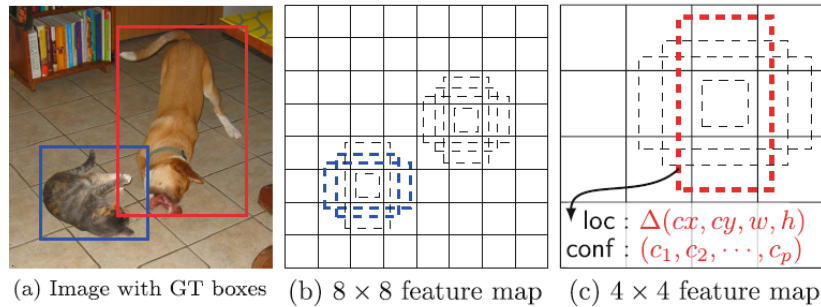 loc : Δ(cx, cy, w, h)
conf : (c₁, c₂, ⋯, cₚ)
(a) Image with GT boxes
(b) 8 × 8 feature map
(c) 4 × 4 feature map